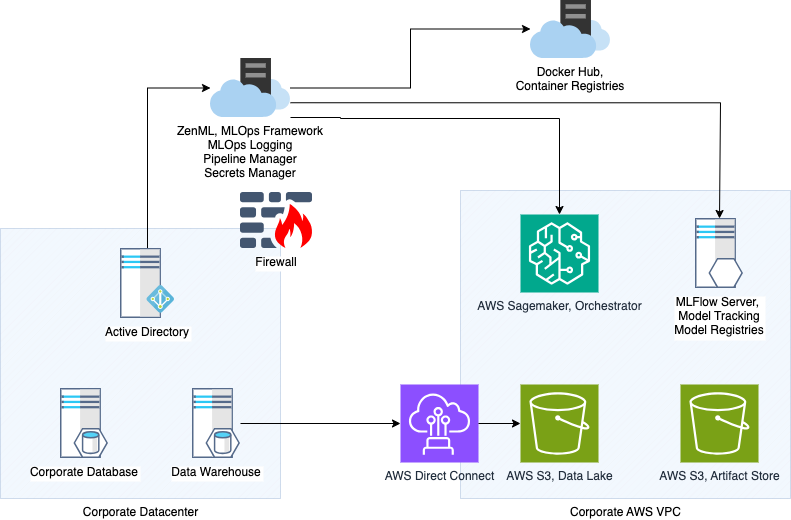 Docker Hub,
Container Registries
ZenML, MLOps Framework
MLOps Logging
Pipeline Manager
Secrets Manager
Firewall
Active Directory
AWS Sagemaker, Orchestrator
MLFlow Server,
Model Tracking
Model Registries
Corporate Database
Data Warehouse
AWS Direct Connect
AWS S3, Data Lake
AWS S3, Artifact Store
Corporate Datacenter
Corporate AWS VPC